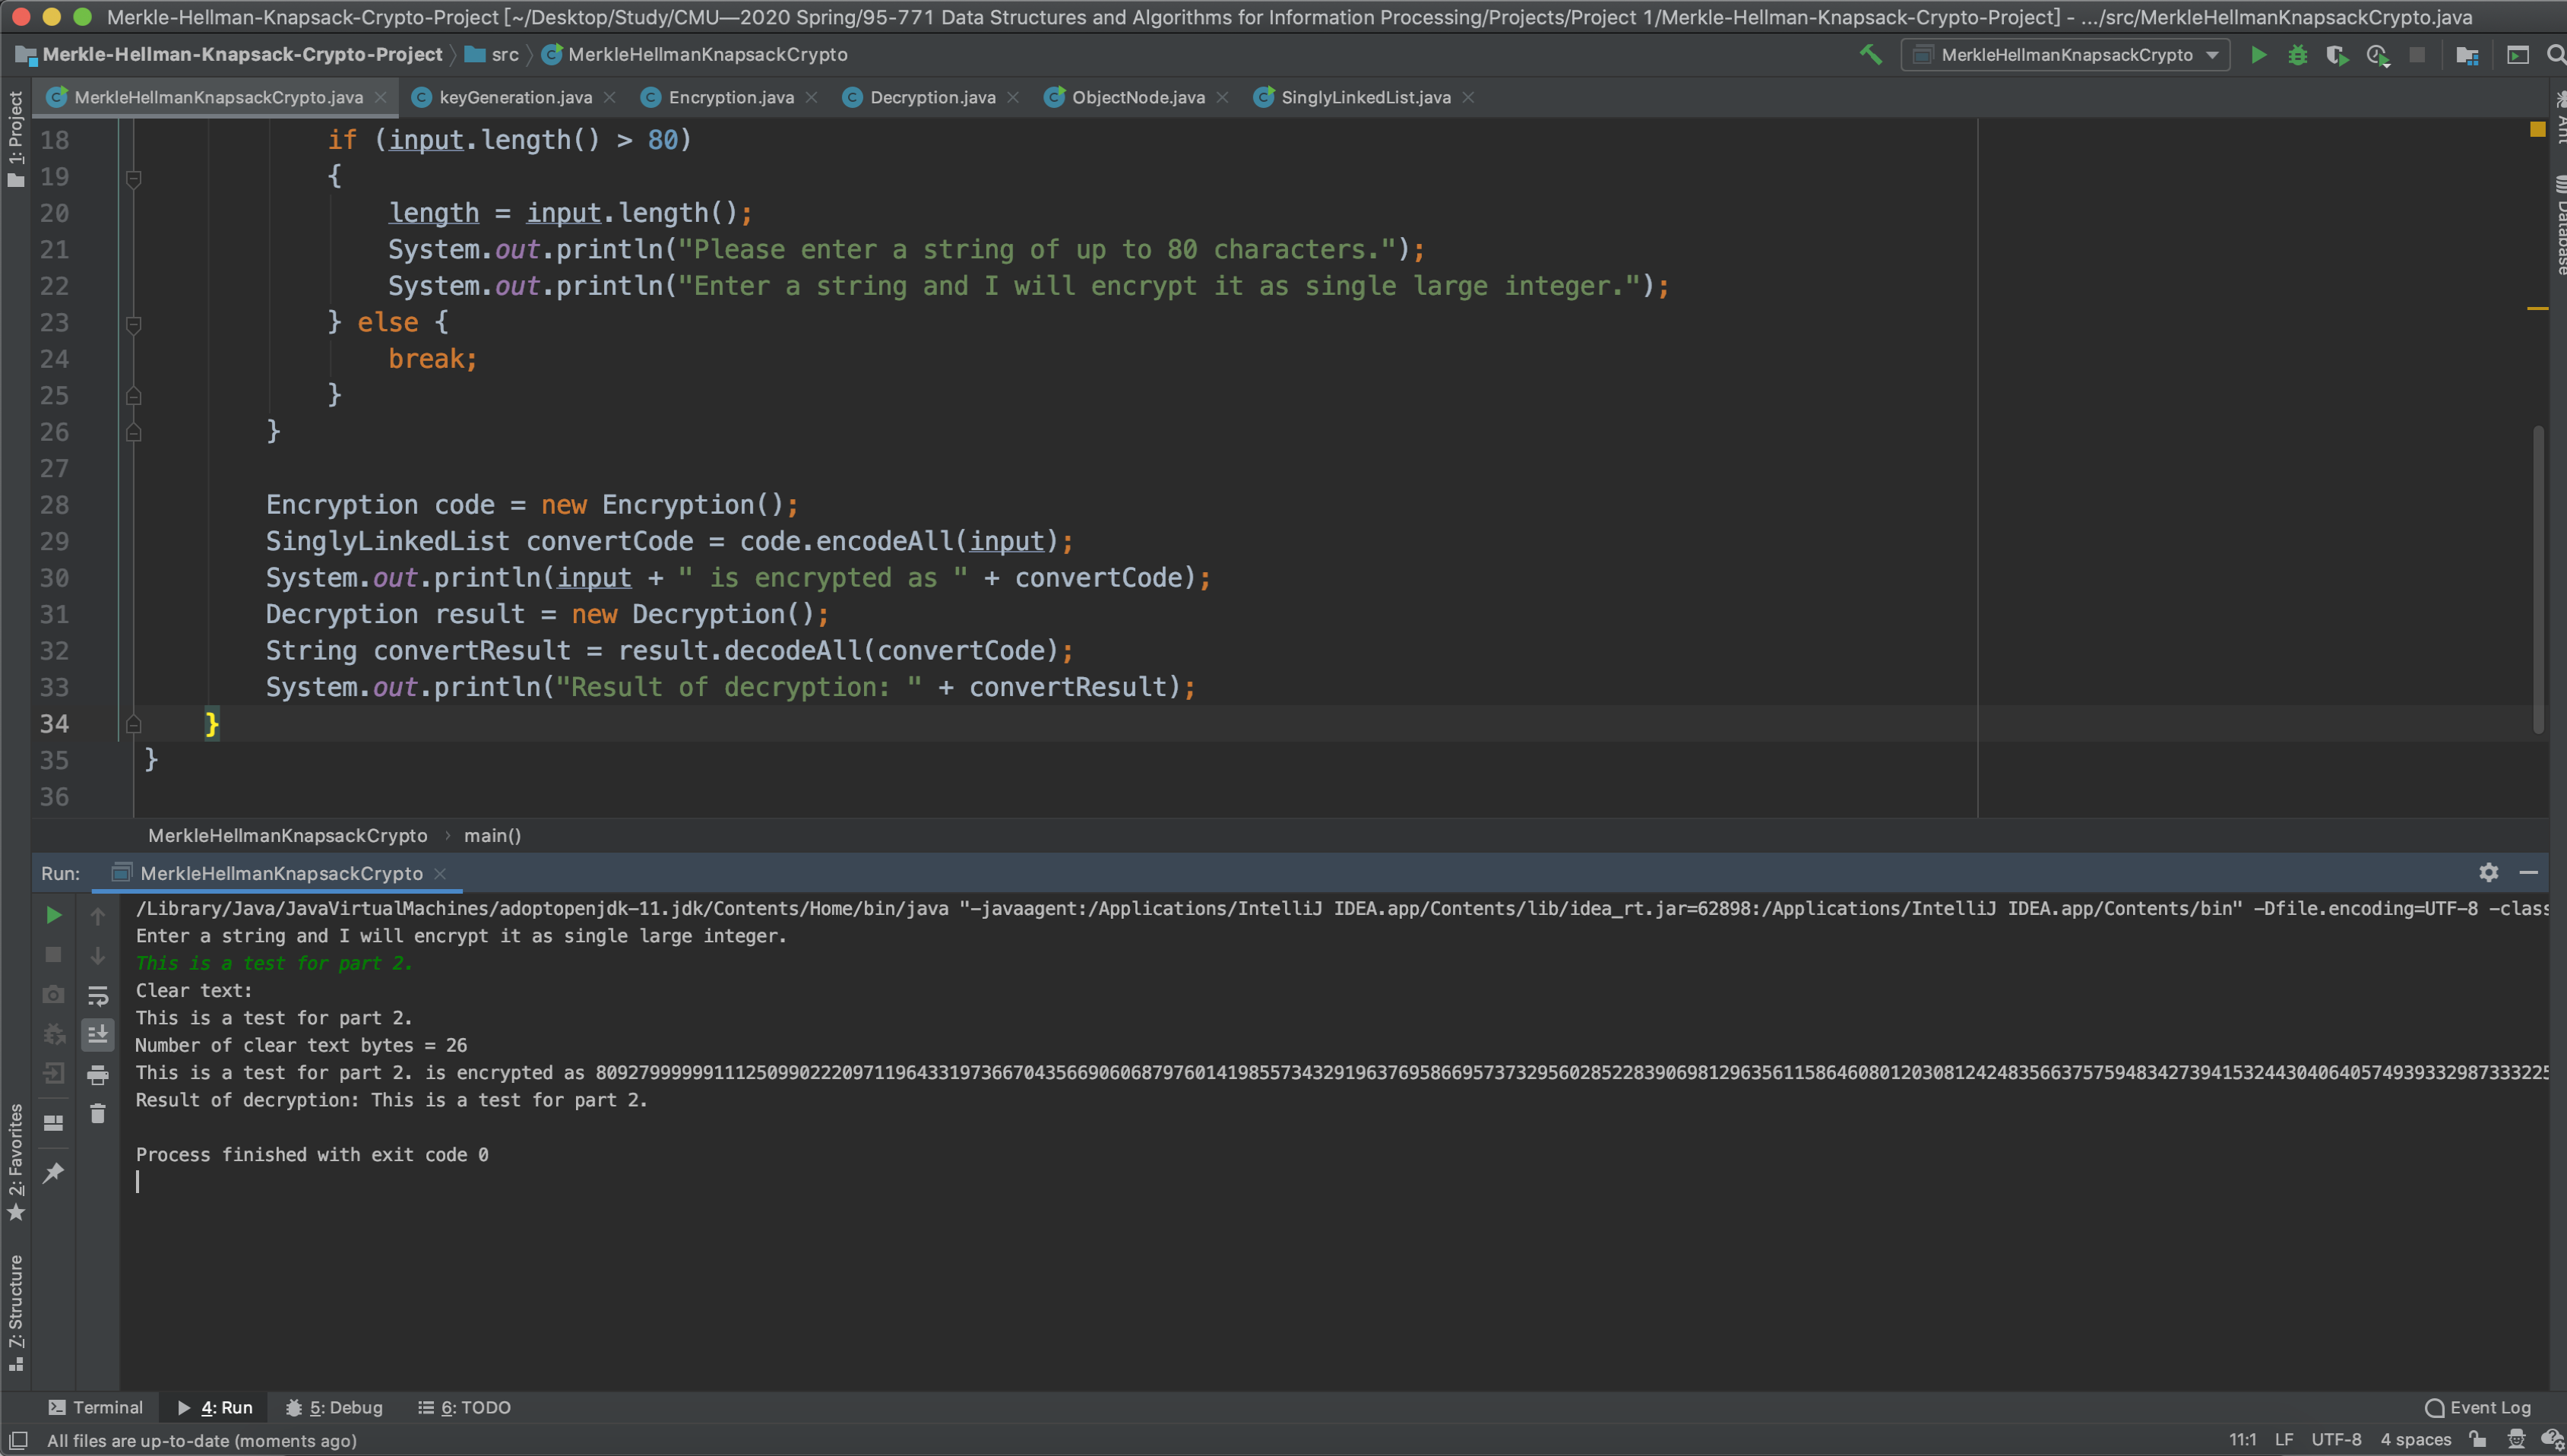 Merkle-Hellman-Knapsack-Crypto-Project [~/Desktop/Study/CMU—2020 Spring/95-771 Data Structures and Algorithms for Information Processing/Projects/Project 1/Merkle-Hellman-Knapsack-Crypto-Project] - .../src/MerkleHellmanKnapsackCrypto.java
Merkle-Hellman-Knapsack-Crypto-Project src MerkleHellmanKnapsackCrypto MerkleHellmanKnapsackCrypto
MerkleHellmanKnapsackCrypto.java keyGeneration.java Encryption.java Decryption.java ObjectNode.java SinglyLinkedList.java
1: Project
Ant
Database
18 if (input.length() > 80)
19 {
20 length = input.length();
21 System.out.println("Please enter a string of up to 80 characters.");
22 System.out.println("Enter a string and I will encrypt it as single large integer.");
23 } else {
24 break;
25 }
26 }
27
28 Encryption code = new Encryption();
29 SinglyLinkedList convertCode = code.encodeAll(input);
30 System.out.println(input + " is encrypted as " + convertCode);
31 Decryption result = new Decryption();
32 String convertResult = result.decodeAll(convertCode);
33 System.out.println("Result of decryption: " + convertResult);
34 }
35 }
36
MerkleHellmanKnapsackCrypto › main()
Run: MerkleHellmanKnapsackCrypto
/Library/Java/JavaVirtualMachines/adoptopenjdk-11.jdk/Contents/Home/bin/java "-javaagent:/Applications/IntelliJ IDEA.app/Contents/lib/idea_rt.jar=62898:/Applications/IntelliJ IDEA.app/Contents/bin" -Dfile.encoding=UTF-8 -class
Enter a string and I will encrypt it as single large integer.
This is a test for part 2.
Clear text:
This is a test for part 2.
Number of clear text bytes = 26
This is a test for part 2. is encrypted as
Result of decryption: This is a test for part 2.
Process finished with exit code 0
2: Favorites
Z: Structure
Terminal 4: Run 5: Debug 6: TODO Event Log
All files are up-to-date (moments ago) 11:1 LF UTF-8 4 spaces